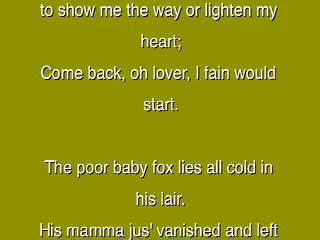 to show me the way or lighten my
heart;
Come back, oh lover, I fain would
start.

The poor baby fox lies all cold in
his lair.
His mamma jus' vanished and left